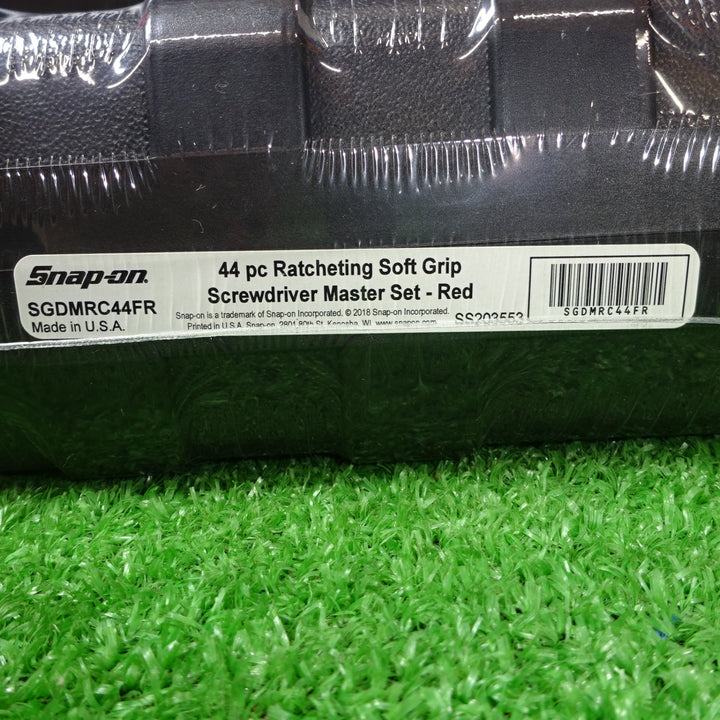 Snap-on.
SGDMRC44FR
Made in U.S.A.
44 pc Ratcheting Soft Grip
Screwdriver Master Set - Red
Snap-on is a trademark of Snap-on Incorporated. © 2018 Snap-on Incorporated.
Printed in U.S.A. Snap-on, 2801 80th St, Kenosha, WI www.snapon.com
SS203553
SGDMRC44FR